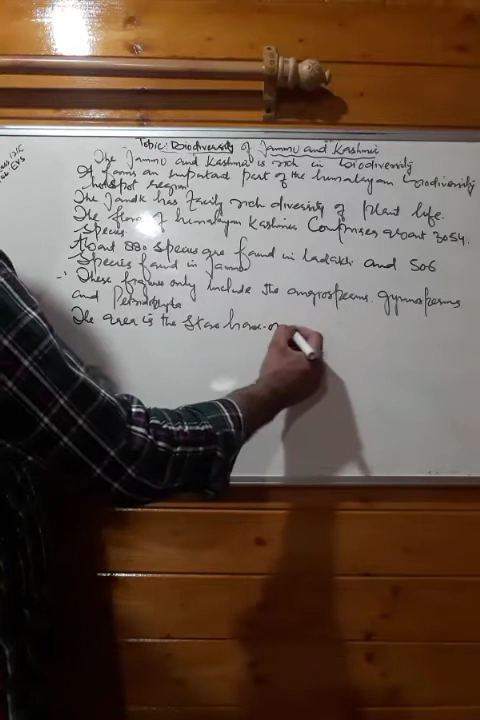 Topic: Biodiversity of Jammu and Kashmir
The Jammu and Kashmir is rich in biodiversity
It forms an important part of the himalayan biodiversity
hotspot region
The JandK has fairly rich diversity of plant life.
The flora of himalayan Kashmir Comprises about 3054.
Species
About 880 Species are found in ladakh and 506
Species found in Jammu
These figures only include the angiosperms. gymnosperms
and
The area is the Store house of